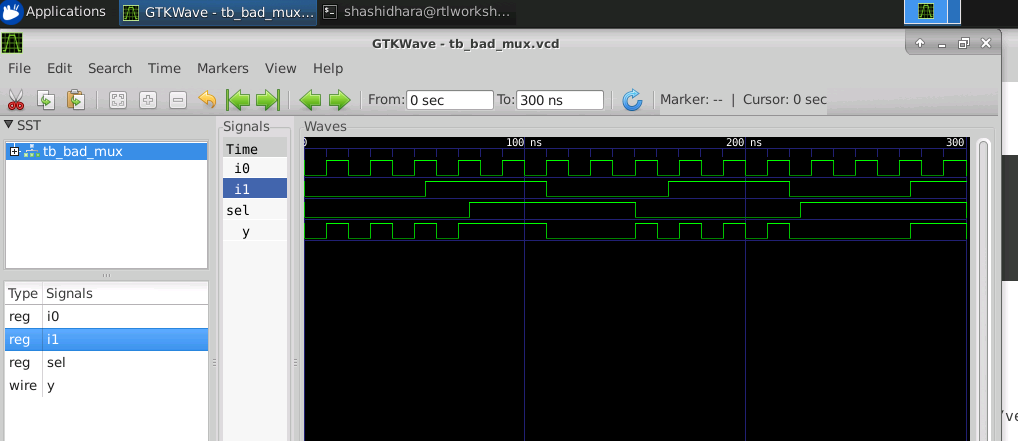 Applications
GTKWave - tb_bad_mux...
shashidhara@rtlworksh...
GTKWave - tb_bad_mux.vcd
File Edit Search Time Markers View Help
From: 0 sec To: 300 ns Marker: -- | Cursor: 0 sec
SST
tb_bad_mux
Type Signals
reg i0
reg i1
reg sel
wire y
Signals
Time
i0
i1
sel
y
Waves
0 100 ns 200 ns 300
/ve